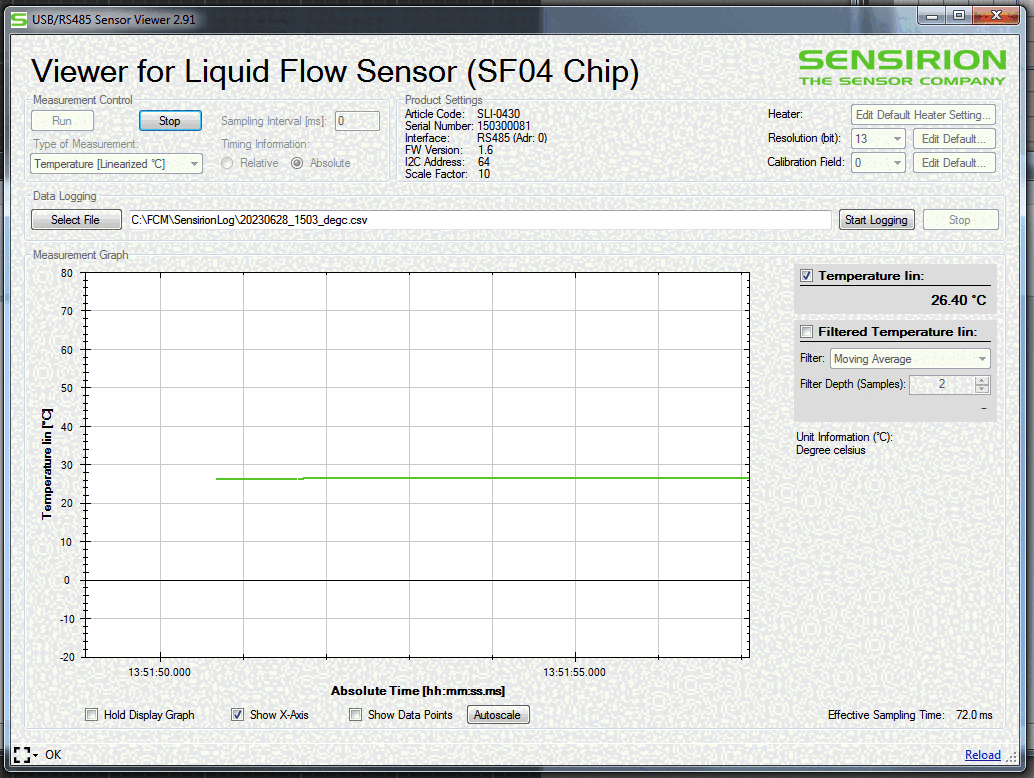 USB/RS485 Sensor Viewer 2.91
Viewer for Liquid Flow Sensor (SF04 Chip)
SENSIRION
THE SENSOR COMPANY
Measurement Control
Run
Stop
Sampling Interval [ms]:
0
Type of Measurement:
Timing Information:
Temperature [Linearized °C]
Relative
Absolute
Product Settings
Article Code: SLI-0430
Serial Number: 150300081
Interface: RS485 (Adr: 0)
FW Version: 1.6
I2C Address: 64
Scale Factor: 10
Heater: Edit Default Heater Setting...
Resolution (bit): 13 Edit Default...
Calibration Field: 0 Edit Default...
Data Logging
Select File
C:\FCM\SensirionLog\20230628_1503_degc.csv
Start Logging
Stop
Measurement Graph
80
70
60
50
40
30
20
10
0
-10
-20
Temperature lin [°C]
13:51:50.000
13:51:55.000
Absolute Time [hh:mm:ss.ms]
Temperature lin:
26.40 °C
Filtered Temperature lin:
Filter: Moving Average
Filter Depth (Samples): 2
–
Unit Information (°C):
Degree celsius
Hold Display Graph
Show X-Axis
Show Data Points
Autoscale
Effective Sampling Time: 72.0 ms
OK
Reload